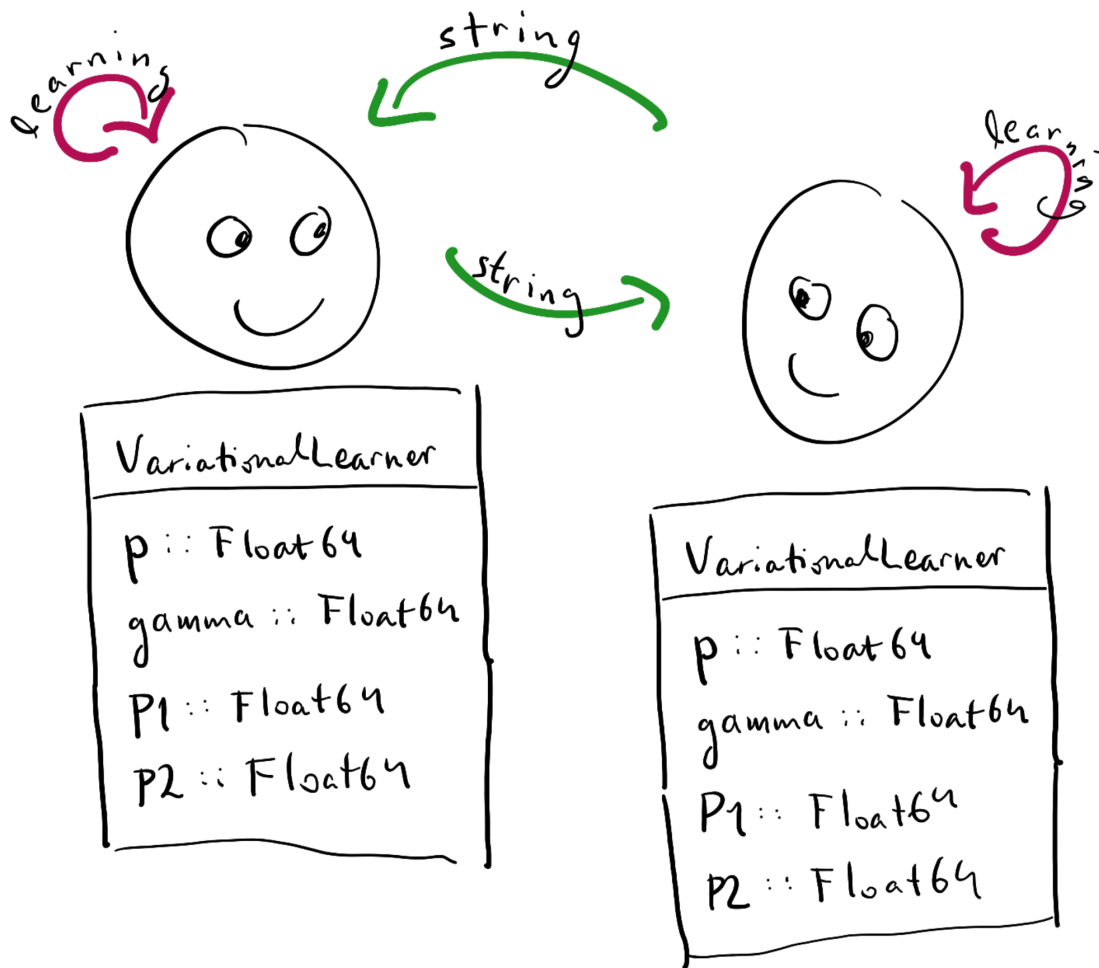 learning
string
learning
string
VariationalLearner
p :: Float64
gamma :: Float64
P1 :: Float64
P2 :: Float64
VariationalLearner
p :: Float64
gamma :: Float64
P1 :: Float64
P2 :: Float64